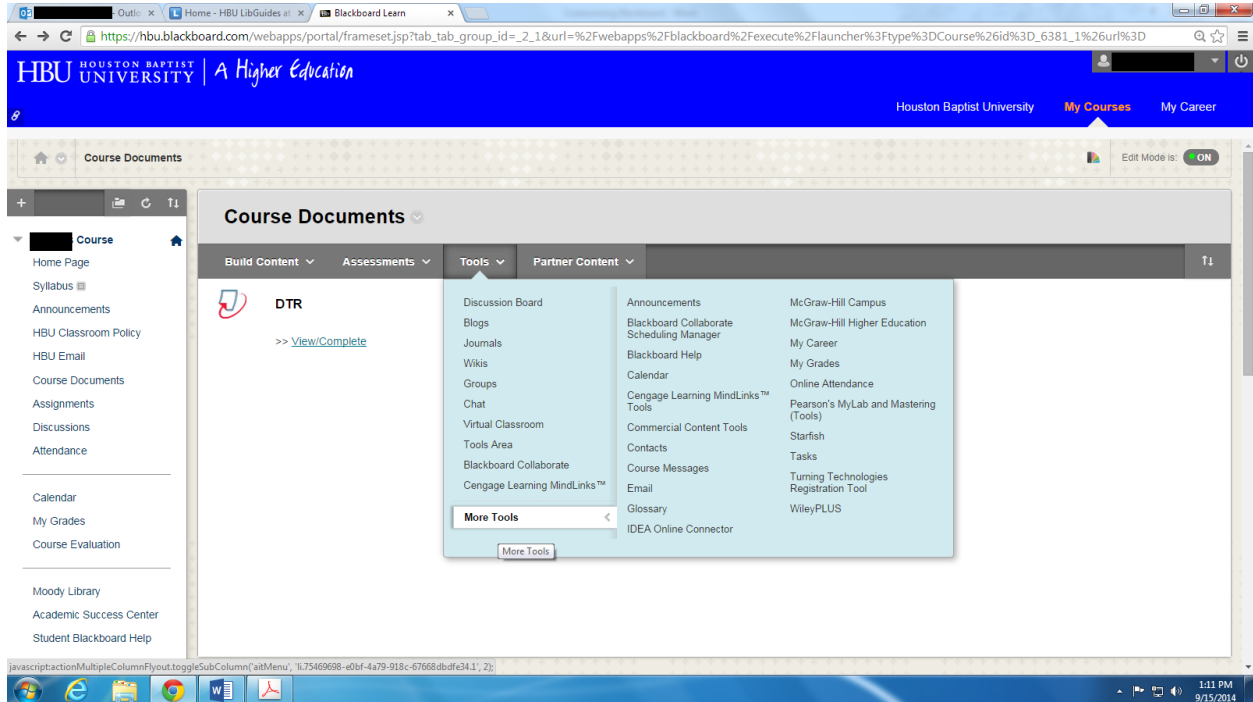 - Outlo
Home - HBU LibGuides at
Blackboard Learn
https://hbu.blackboard.com/webapps/portal/frameset.jsp?tab_tab_group_id=_2_1&url=%2Fwebapps%2Fblackboard%2Fexecute%2Flauncher%3Ftype%3DCourse%26id%3D_6381_1%26url%3D
HBU HOUSTON BAPTIST UNIVERSITY | A Higher Education
Houston Baptist University My Courses My Career
Course Documents
Edit Mode is: ON
Course
Home Page
Syllabus
Announcements
HBU Classroom Policy
HBU Email
Course Documents
Assignments
Discussions
Attendance
Calendar
My Grades
Course Evaluation
Moody Library
Academic Success Center
Student Blackboard Help
Course Documents
Build Content Assessments Tools Partner Content
DTR
>> View/Complete
Discussion Board
Blogs
Journals
Wikis
Groups
Chat
Virtual Classroom
Tools Area
Blackboard Collaborate
Cengage Learning MindLinks™
More Tools
More Tools
Announcements
Blackboard Collaborate
Scheduling Manager
Blackboard Help
Calendar
Cengage Learning MindLinks™
Tools
Commercial Content Tools
Contacts
Course Messages
Email
Glossary
IDEA Online Connector
McGraw-Hill Campus
McGraw-Hill Higher Education
My Career
My Grades
Online Attendance
Pearson's MyLab and Mastering
(Tools)
Starfish
Tasks
Turning Technologies
Registration Tool
WileyPLUS
javascript:actionMultipleColumnFlyout.toggleSubColumn('aitMenu', 'li.75469698-e0bf-4a79-918c-67668dbdfe34.1', 2);
1:11 PM
9/15/2014